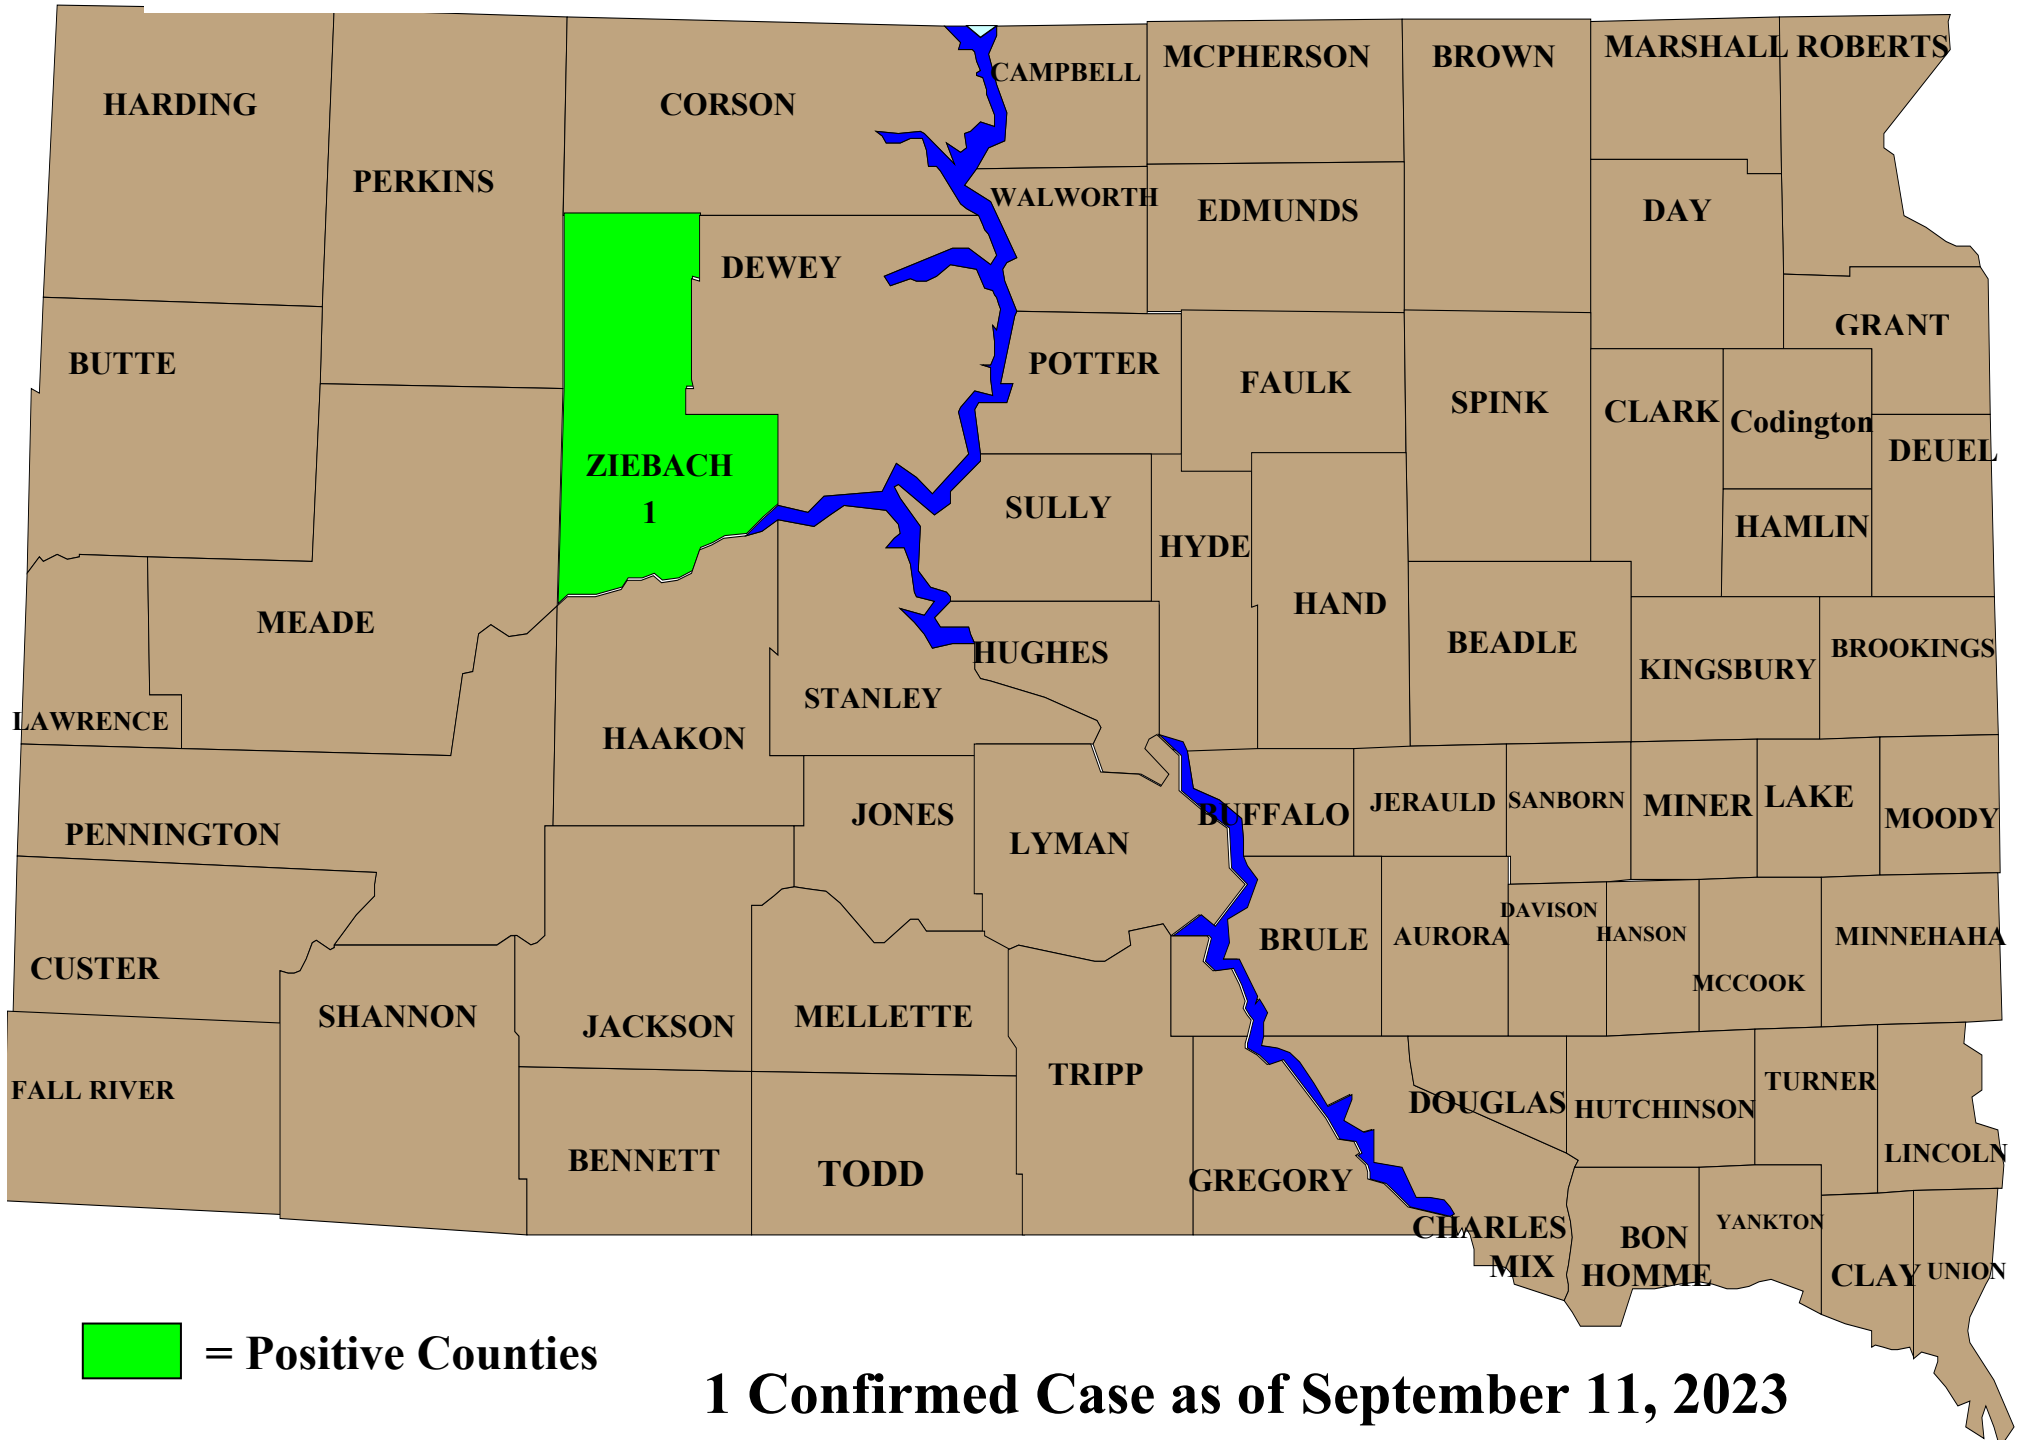 HARDING
PERKINS
CORSON
CAMPBELL
MCPHERSON
BROWN
MARSHALL
ROBERTS
WALWORTH
EDMUNDS
DAY
DEWEY
GRANT
BUTTE
POTTER
FAULK
SPINK
CLARK
Codington
DEUEL
ZIEBACH
1
SULLY
HYDE
HAMLIN
MEADE
HAND
BEADLE
KINGSBURY
BROOKINGS
HUGHES
STANLEY
LAWRENCE
HAAKON
PENNINGTON
JONES
LYMAN
BUFFALO
JERAULD
SANBORN
MINER
LAKE
MOODY
CUSTER
SHANNON
JACKSON
MELLETTE
BRULE
AURORA
DAVISON
HANSON
MCCOOK
MINNEHAHA
FALL RIVER
TRIPP
DOUGLAS
HUTCHINSON
TURNER
LINCOLN
BENNETT
TODD
GREGORY
CHARLES
MIX
BON
HOMME
YANKTON
CLAY
UNION
= Positive Counties
1 Confirmed Case as of September 11, 2023